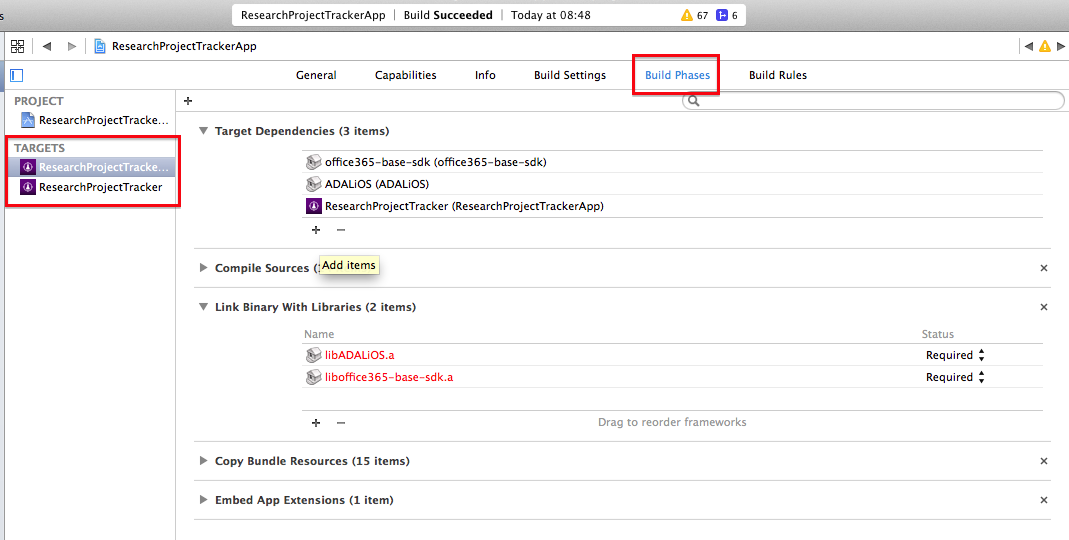 s
ResearchProjectTrackerApp | Build Succeeded | Today at 08:48 67 6
ResearchProjectTrackerApp
General Capabilities Info Build Settings Build Phases Build Rules
PROJECT
ResearchProjectTracke...
TARGETS
ResearchProjectTracke...
ResearchProjectTracker
+
Target Dependencies (3 items)
office365-base-sdk (office365-base-sdk)
ADALiOS (ADALiOS)
ResearchProjectTracker (ResearchProjectTrackerApp)
+ −
Compile Sources (
Add items
Link Binary With Libraries (2 items)
Name Status
libADALiOS.a Required
liboffice365-base-sdk.a Required
+ −
Drag to reorder frameworks
Copy Bundle Resources (15 items)
Embed App Extensions (1 item)